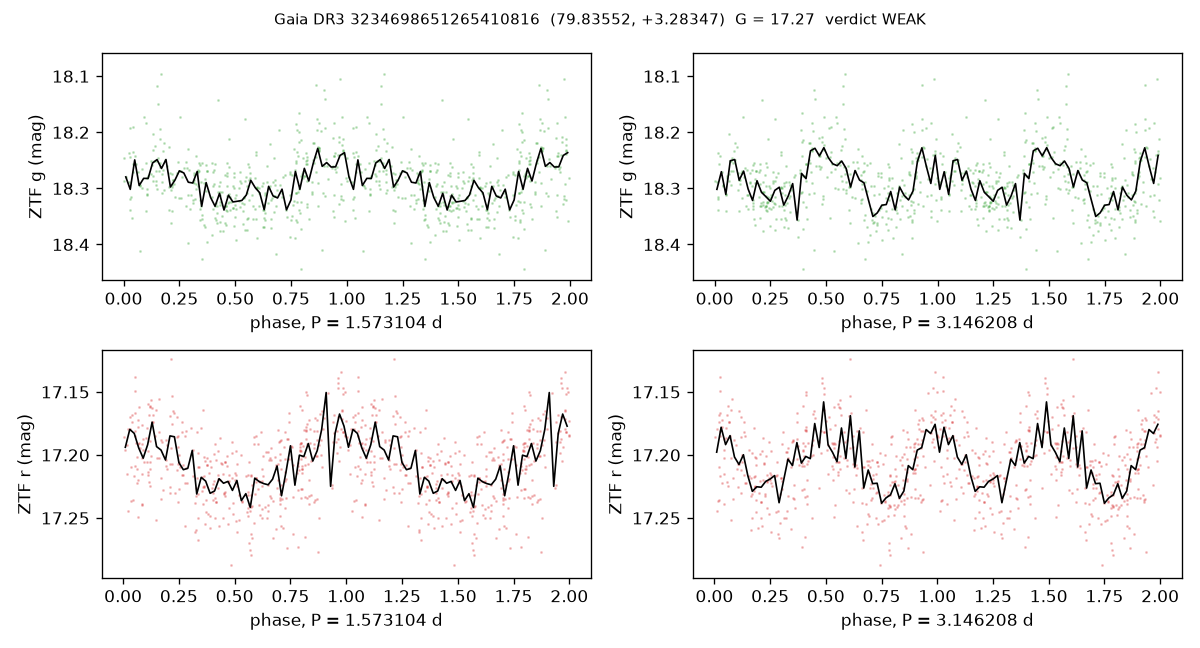 Gaia DR3 3234698651265410816 (79.83552, +3.28347) G = 17.27 verdict WEAK
ZTF g (mag)
18.1
18.2
18.3
18.4
0.00 0.25 0.50 0.75 1.00 1.25 1.50 1.75 2.00
phase, P = 1.573104 d
ZTF g (mag)
18.1
18.2
18.3
18.4
0.00 0.25 0.50 0.75 1.00 1.25 1.50 1.75 2.00
phase, P = 3.146208 d
ZTF r (mag)
17.15
17.20
17.25
0.00 0.25 0.50 0.75 1.00 1.25 1.50 1.75 2.00
phase, P = 1.573104 d
ZTF r (mag)
17.15
17.20
17.25
0.00 0.25 0.50 0.75 1.00 1.25 1.50 1.75 2.00
phase, P = 3.146208 d